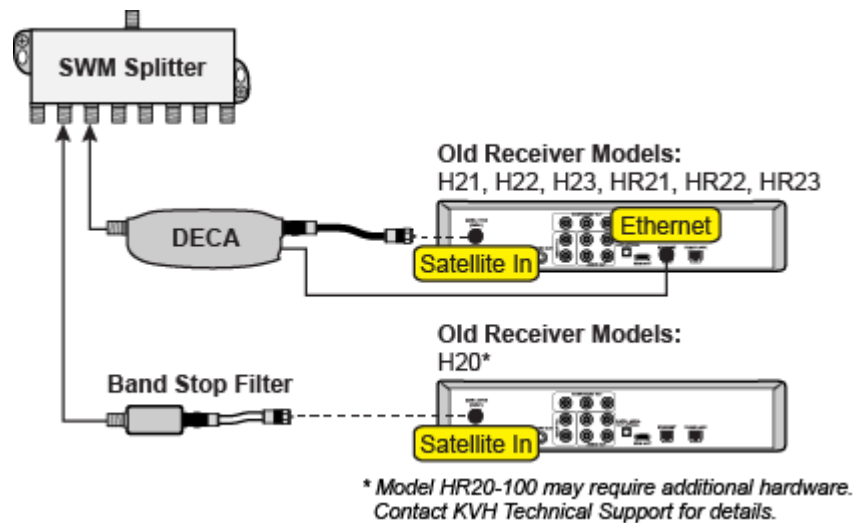 SWM Splitter
Old Receiver Models:
H21, H22, H23, HR21, HR22, HR23
DECA
Ethernet
Satellite In
Old Receiver Models:
H20*
Band Stop Filter
Satellite In
* Model HR20-100 may require additional hardware.
Contact KVH Technical Support for details.